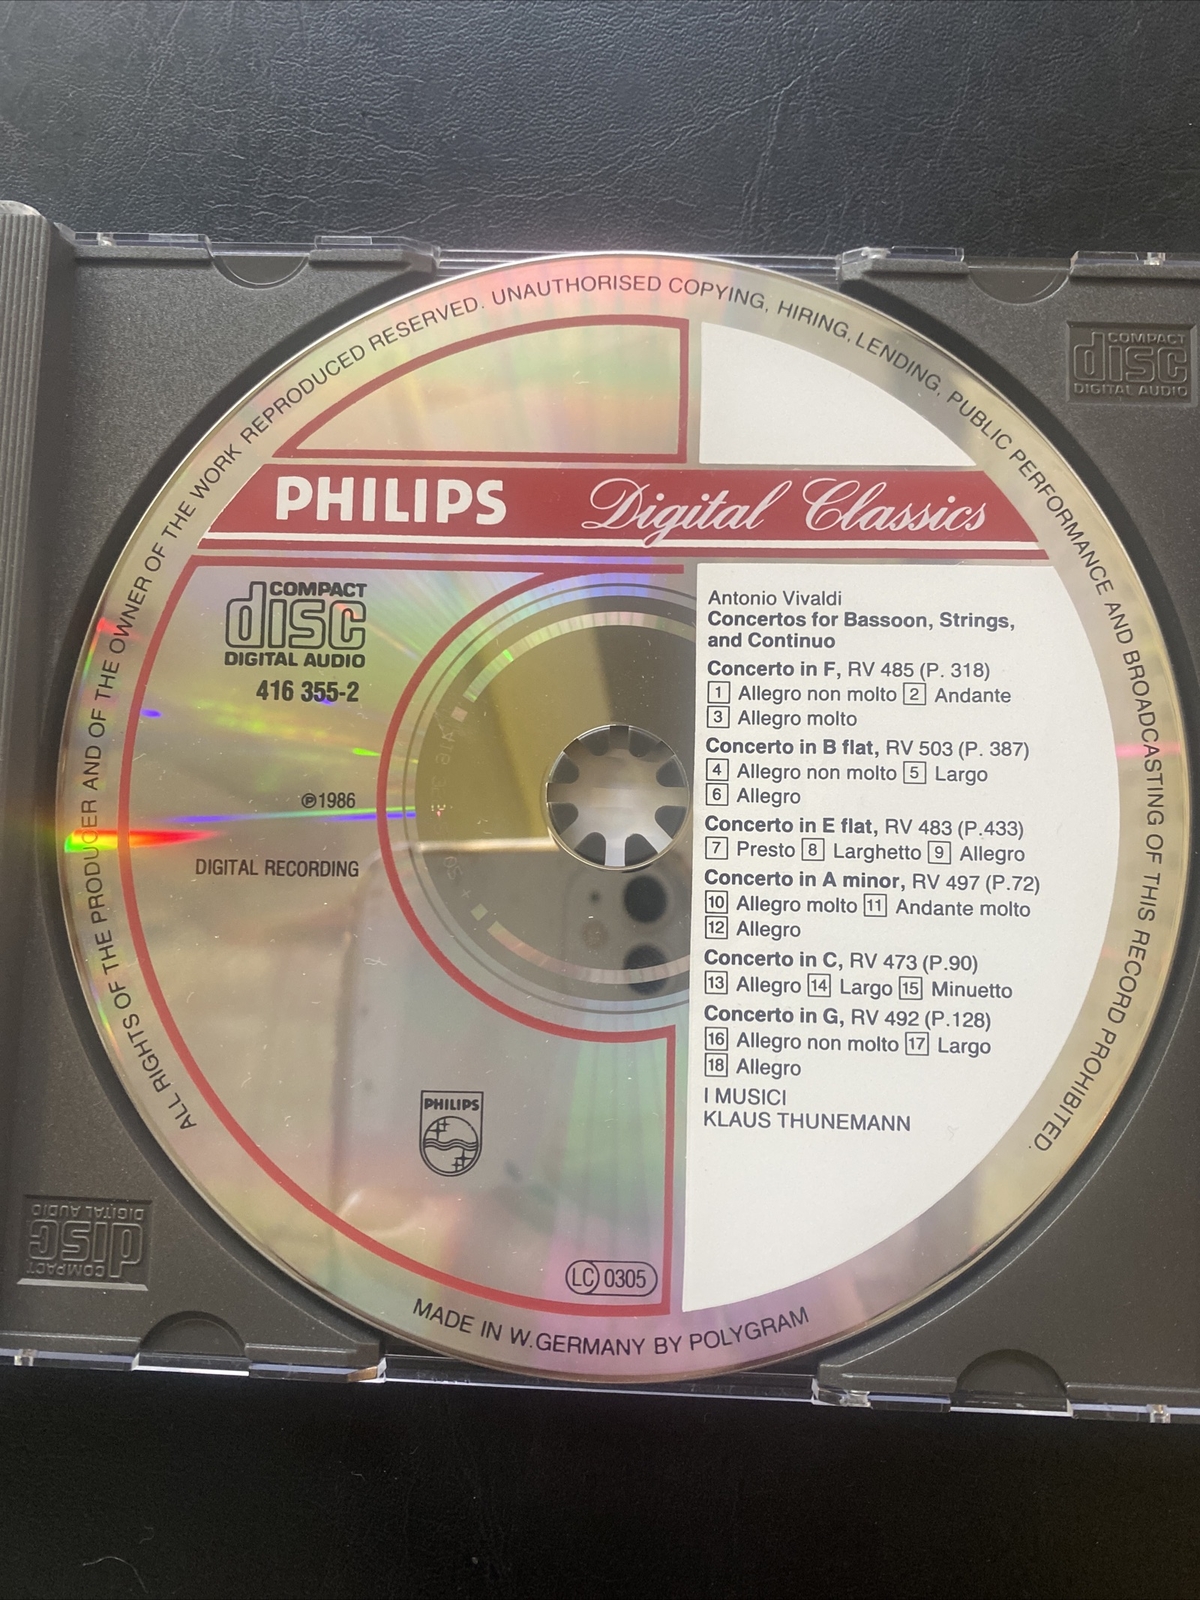 ALL RIGHTS OF THE PRODUCER AND OF THE OWNER OF THE WORK REPRODUCED RESERVED. UNAUTHORISED COPYING, HIRING, LENDING, PUBLIC PERFORMANCE AND BROADCASTING OF THIS RECORD PROHIBITED.
COMPACT
disc
DIGITAL AUDIO
PHILIPS Digital Classics
COMPACT
disc
DIGITAL AUDIO
416 355-2
℗1986
DIGITAL RECORDING
Antonio Vivaldi
Concertos for Bassoon, Strings,
and Continuo
Concerto in F, RV 485 (P. 318)
1 Allegro non molto 2 Andante
3 Allegro molto
Concerto in B flat, RV 503 (P. 387)
4 Allegro non molto 5 Largo
6 Allegro
Concerto in E flat, RV 483 (P.433)
7 Presto 8 Larghetto 9 Allegro
Concerto in A minor, RV 497 (P.72)
10 Allegro molto 11 Andante molto
12 Allegro
Concerto in C, RV 473 (P.90)
13 Allegro 14 Largo 15 Minuetto
Concerto in G, RV 492 (P.128)
16 Allegro non molto 17 Largo
18 Allegro
I MUSICI
KLAUS THUNEMANN
PHILIPS
LC 0305
MADE IN W.GERMANY BY POLYGRAM
COMPACT
disc
DIGITAL AUDIO